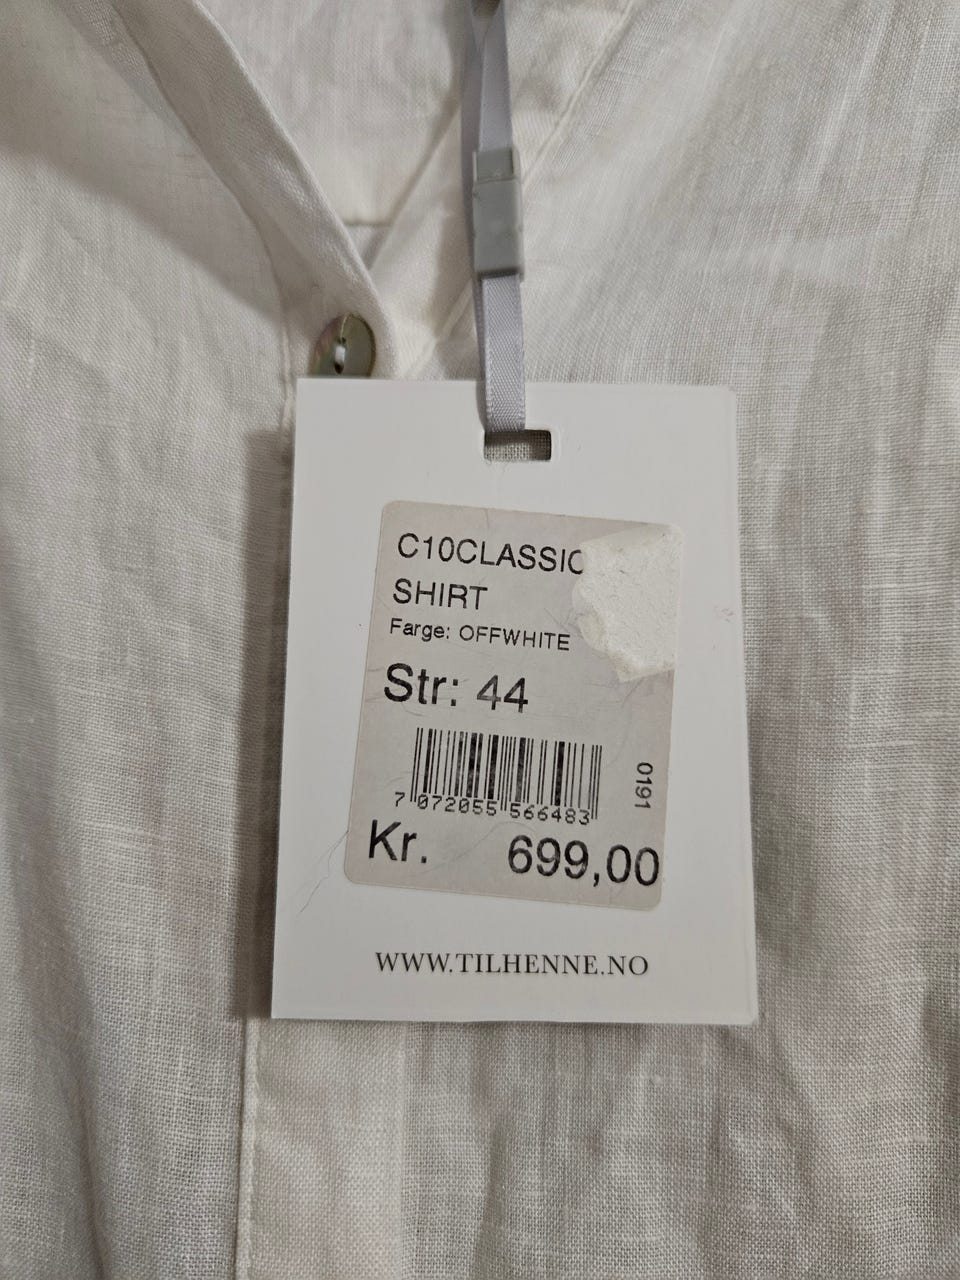 C10CLASSIC
SHIRT
Farge: OFFWHITE
Str: 44
0191
7 072055 566483
Kr. 699,00
WWW.TILHENNE.NO